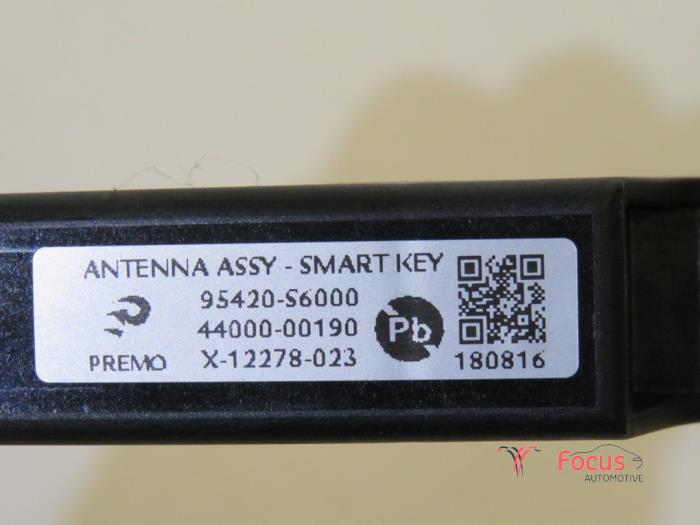 ANTENNA ASSY - SMART KEY
95420-S6000
44000-00190
PREMO X-12278-023
Pb
180816
Focus
AUTOMOTIVE